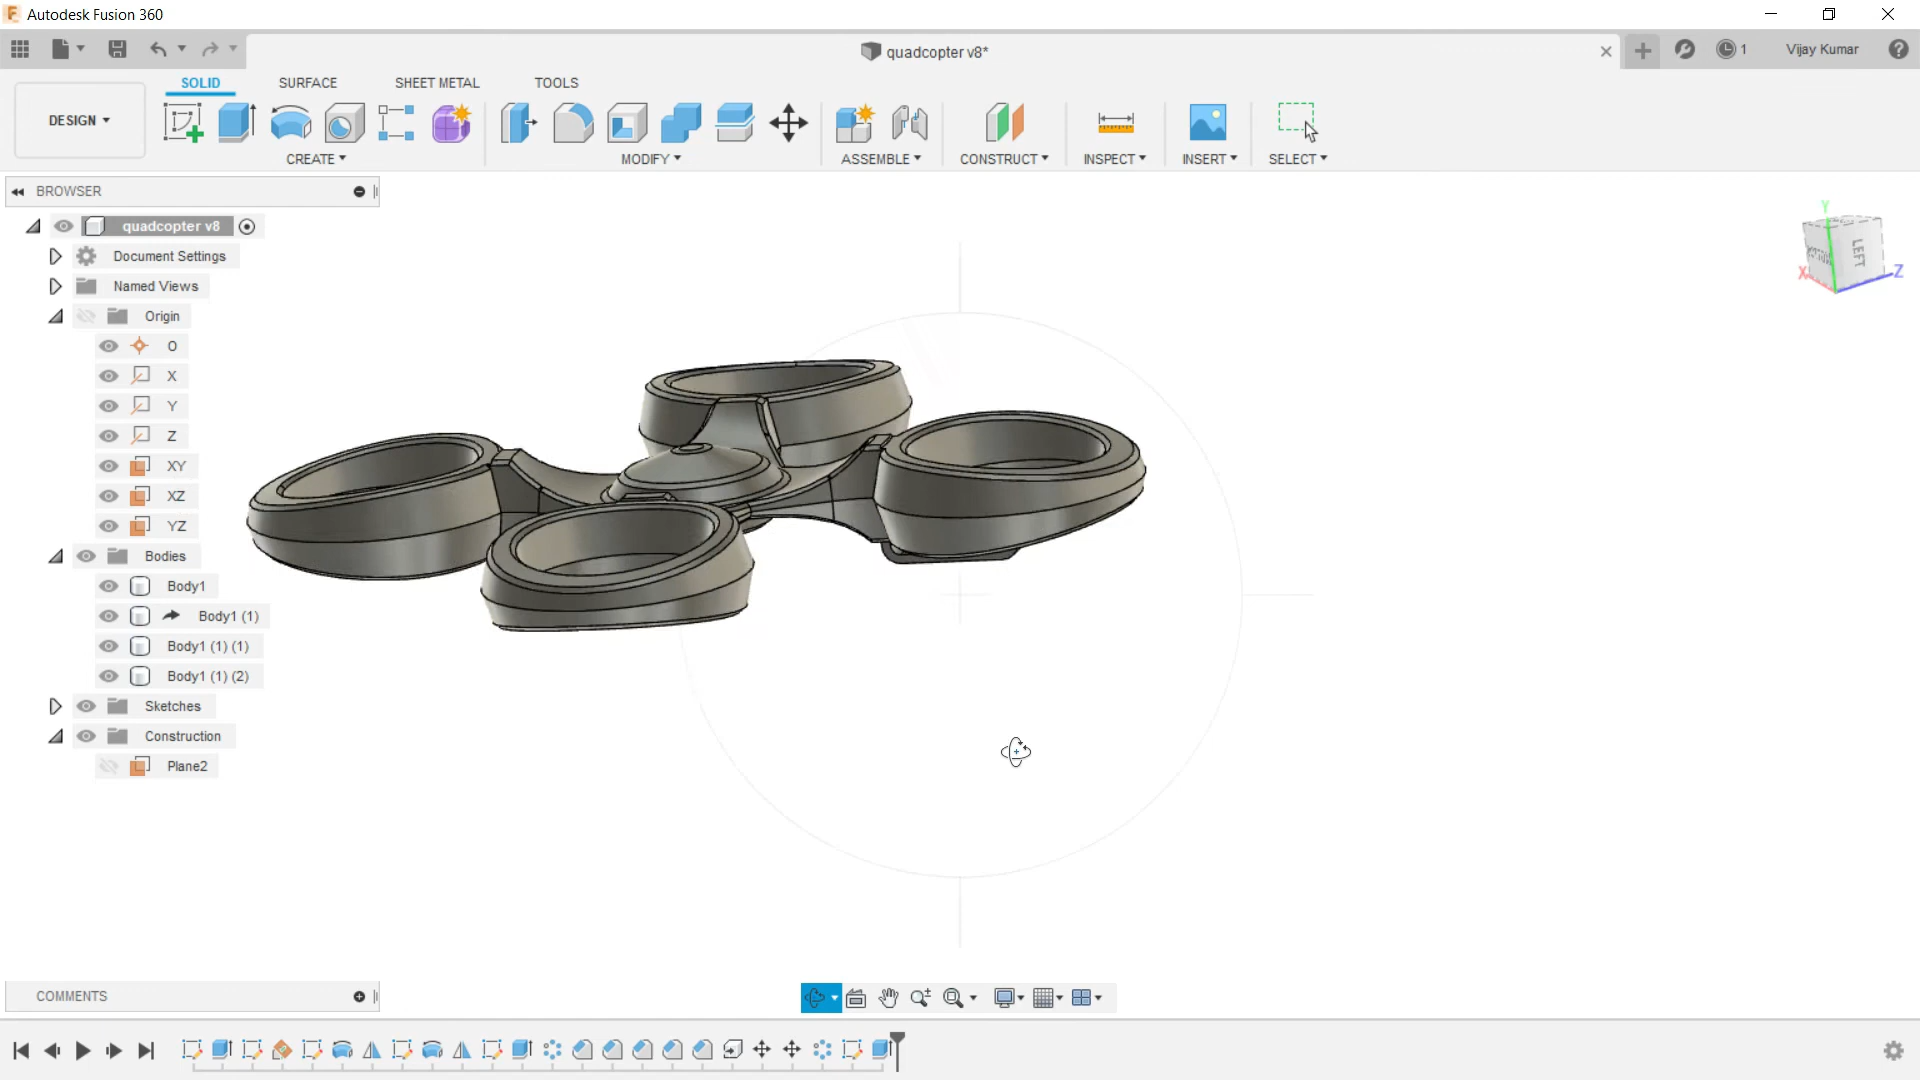 Autodesk Fusion 360
quadcopter v8*
1
Vijay Kumar
SOLID
SURFACE
SHEET METAL
TOOLS
DESIGN
CREATE
MODIFY
ASSEMBLE
CONSTRUCT
INSPECT
INSERT
SELECT
BROWSER
quadcopter v8
Document Settings
Named Views
Origin
O
X
Y
Z
XY
XZ
YZ
Bodies
Body1
Body1 (1)
Body1 (1) (1)
Body1 (1) (2)
Sketches
Construction
Plane2
Y
LEFT
X
Z
COMMENTS